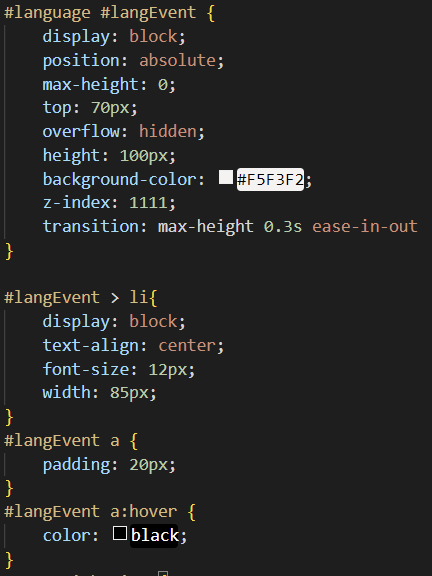 #language #langEvent {
display: block;
position: absolute;
max-height: 0;
top: 70px;
overflow: hidden;
height: 100px;
background-color: #F5F3F2;
z-index: 1111;
transition: max-height 0.3s ease-in-out
}
#langEvent > li{
display: block;
text-align: center;
font-size: 12px;
width: 85px;
}
#langEvent a {
padding: 20px;
}
#langEvent a:hover {
color: black;
}